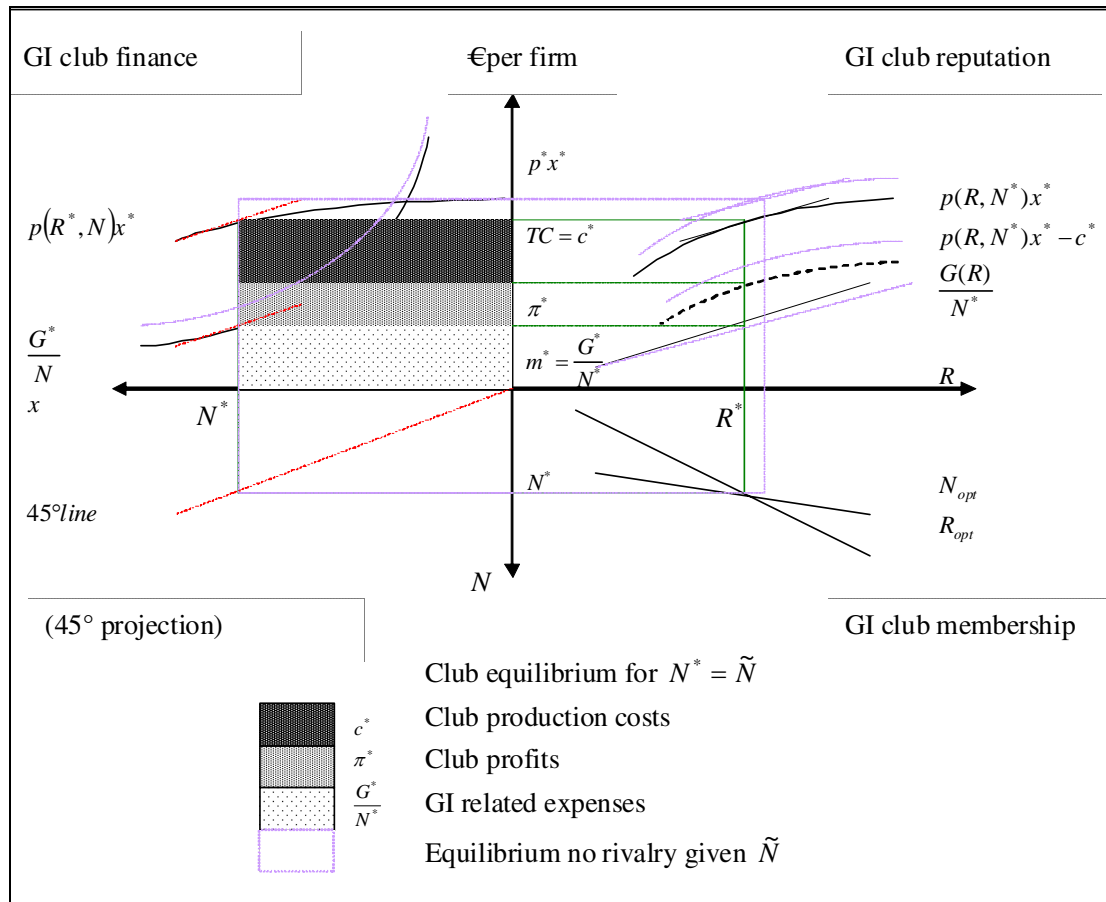 GI club finance
€per firm
GI club reputation
p*x*
p(R*,N)x*
TC = c*
p(R,N*)x*
p(R,N*)x* − c*
G(R)/N*
π*
G*/N
x
m* = G*/N*
R
N*
R*
N*
N_opt
45°line
R_opt
N
(45° projection)
GI club membership
Club equilibrium for N* = Ñ
c* Club production costs
π* Club profits
G*/N* GI related expenses
Equilibrium no rivalry given Ñ